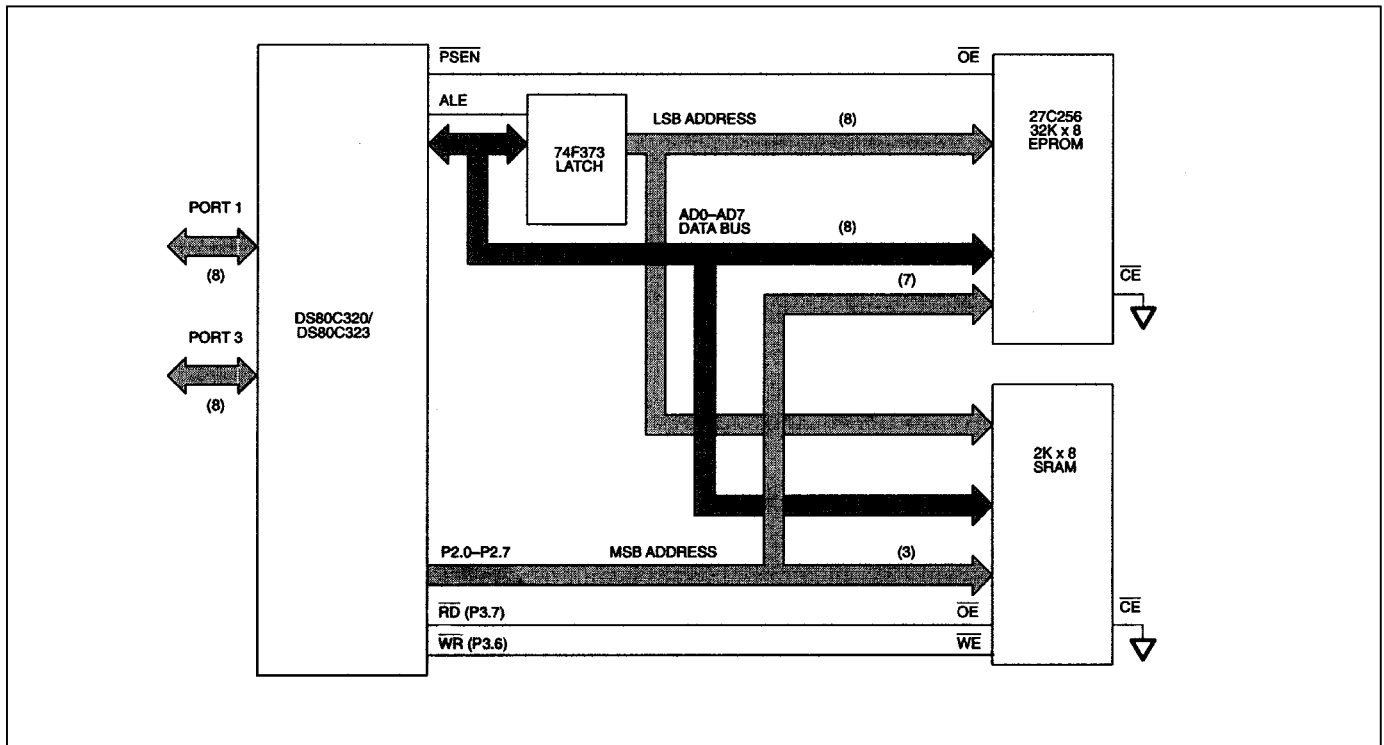 PSEN
OE
ALE
LSB ADDRESS
(8)
74F373
LATCH
27C256
32K x 8
EPROM
PORT 1
(8)
AD0–AD7
DATA BUS
(8)
(7)
CE
DS80C320/
DS80C323
PORT 3
(8)
2K x 8
SRAM
P2.0–P2.7
MSB ADDRESS
(3)
RD (P3.7)
OE
CE
WR (P3.6)
WE